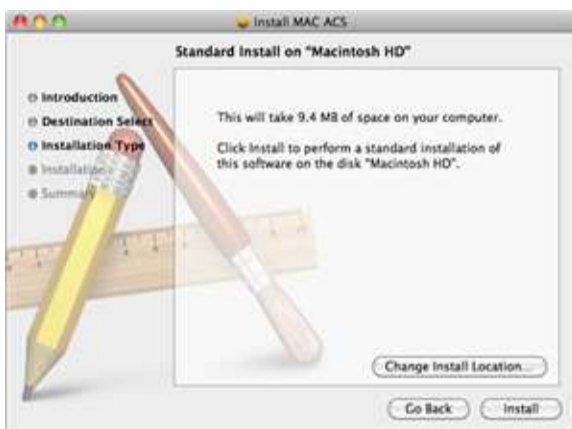 Install MAC ACS
Standard Install on "Macintosh HD"
Introduction
Destination Select
Installation Type
Installation
Summary
This will take 9.4 MB of space on your computer.
Click Install to perform a standard installation of
this software on the disk "Macintosh HD".
Change Install Location...
Go Back
Install